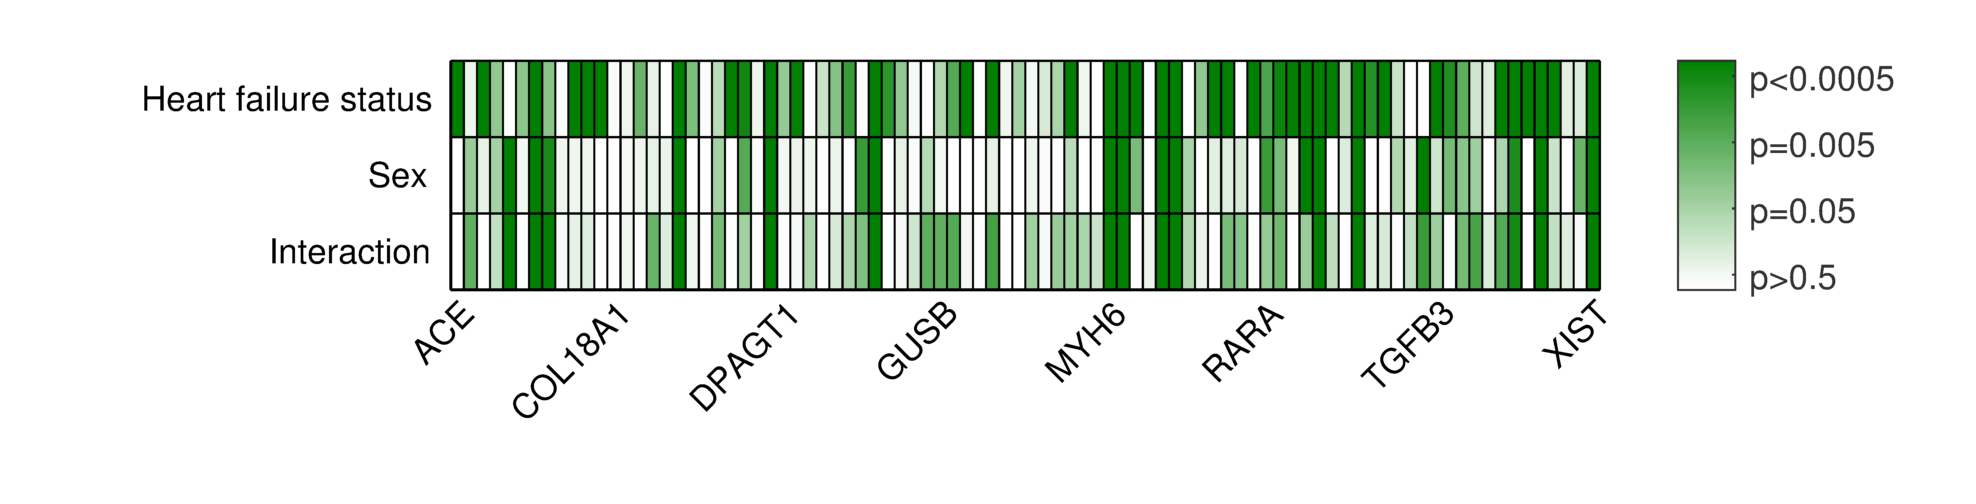 Heart failure status
Sex
Interaction
ACE
COL18A1
DPAGT1
GUSB
MYH6
RARA
TGFB3
XIST
p<0.0005
p=0.005
p=0.05
p>0.5